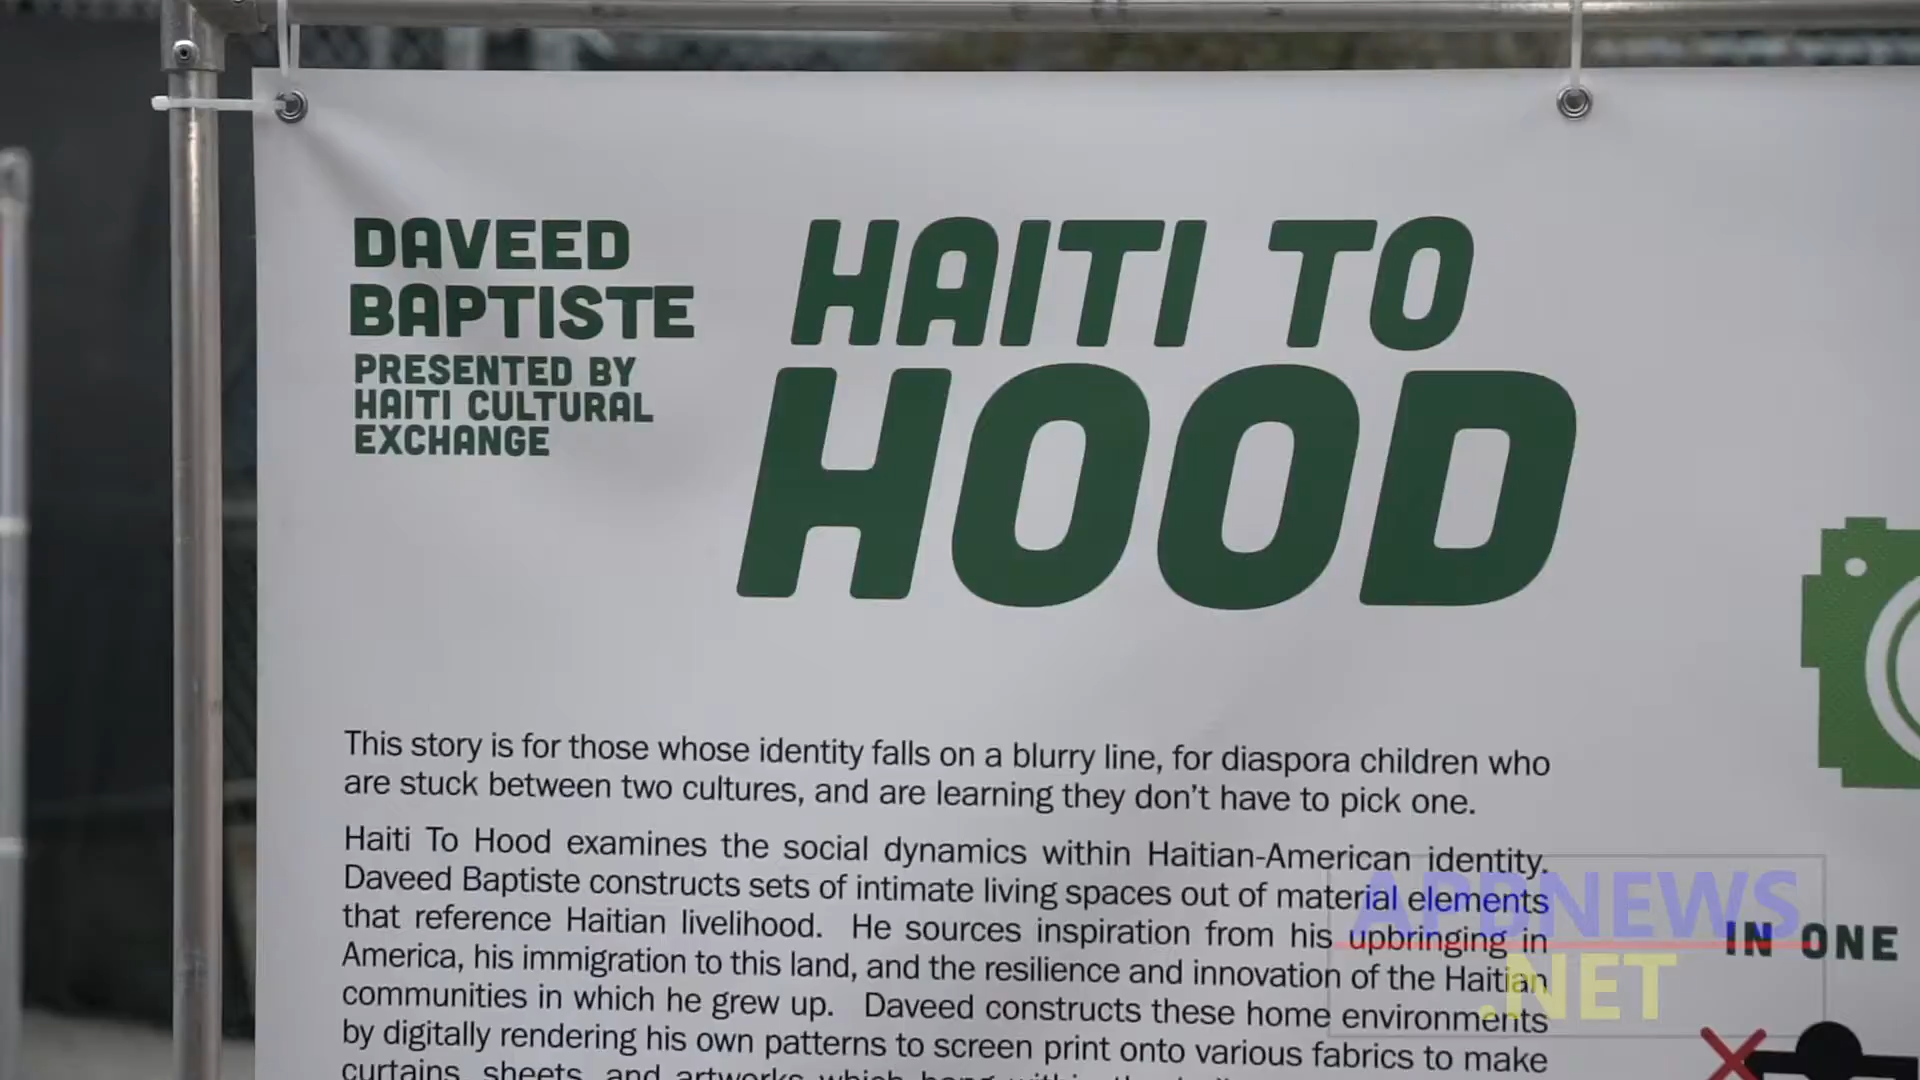 DAVEED
BAPTISTE
PRESENTED BY
HAITI CULTURAL
EXCHANGE
HAITI TO
HOOD
This story is for those whose identity falls on a blurry line, for diaspora children who
are stuck between two cultures, and are learning they don't have to pick one.
Haiti To Hood examines the social dynamics within Haitian-American identity.
Daveed Baptiste constructs sets of intimate living spaces out of material elements
that reference Haitian livelihood. He sources inspiration from his upbringing in
America, his immigration to this land, and the resilience and innovation of the Haitian
communities in which he grew up. Daveed constructs these home environments
by digitally rendering his own patterns to screen print onto various fabrics to make
curtains, sheets, and artworks which
IN ONE
APBNEWS
.NET